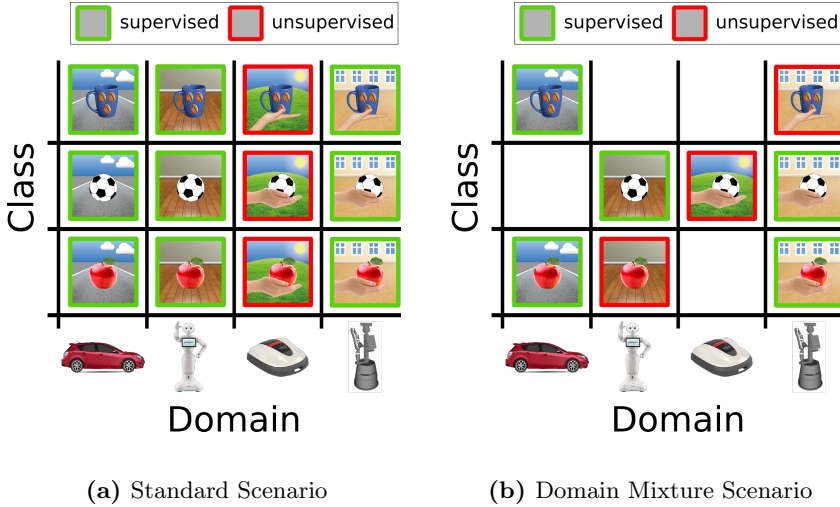 supervised unsupervised
Class
Domain
(a) Standard Scenario
supervised unsupervised
Class
Domain
(b) Domain Mixture Scenario